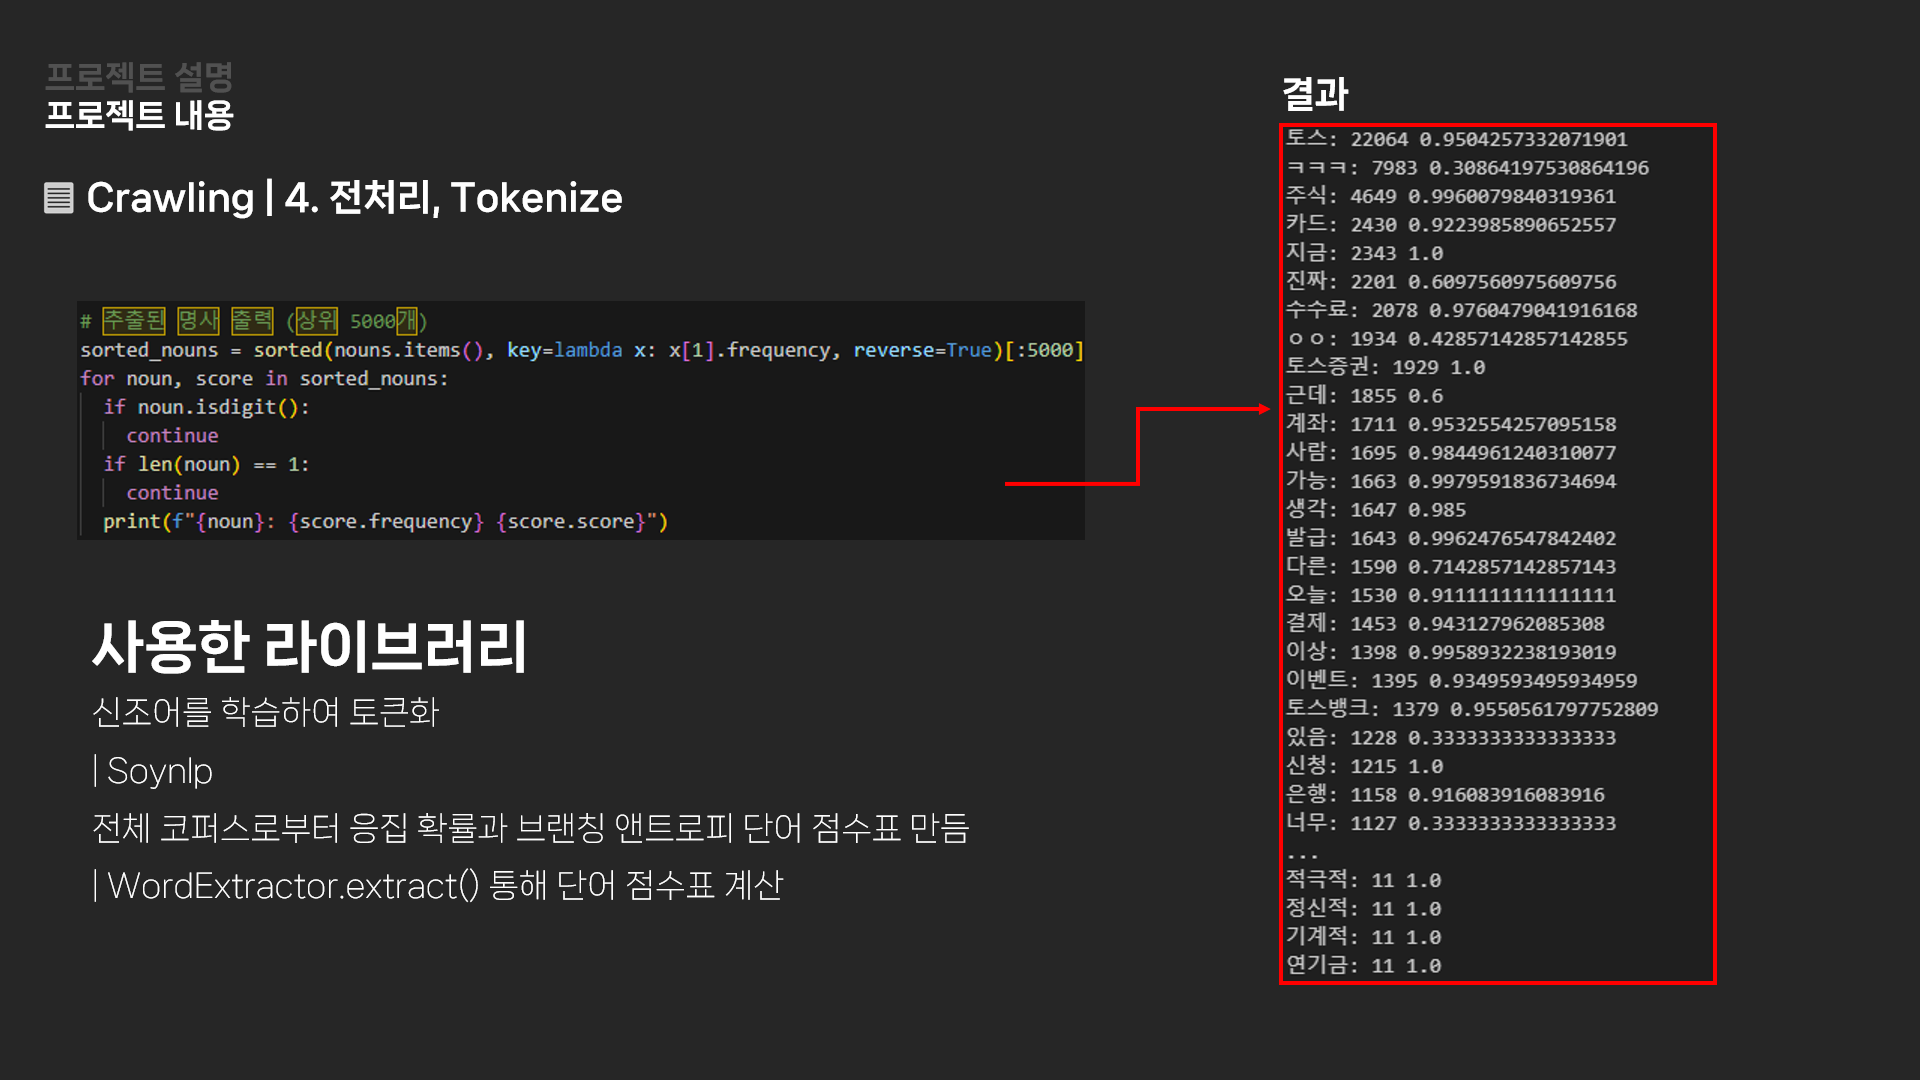 프로젝트 설명
프로젝트 내용
Crawling | 4. 전처리, Tokenize
# 추출된 명사 출력 (상위 5000개)
sorted_nouns = sorted(nouns.items(), key=lambda x: x[1].frequency, reverse=True)[:5000]
for noun, score in sorted_nouns:
if noun.isdigit():
continue
if len(noun) == 1:
continue
print(f"{noun}: {score.frequency} {score.score}")
사용한 라이브러리
신조어를 학습하여 토큰화
| Soynlp
전체 코퍼스로부터 응집 확률과 브랜칭 앤트로피 단어 점수표 만듬
| WordExtractor.extract() 통해 단어 점수표 계산
결과
토스: 22064 0.9504257332071901
ㅋㅋㅋ: 7983 0.30864197530864196
주식: 4649 0.9960079840319361
카드: 2430 0.9223985890652557
지금: 2343 1.0
진짜: 2201 0.6097560975609756
수수료: 2078 0.9760479041916168
ㅇㅇ: 1934 0.42857142857142855
토스증권: 1929 1.0
근데: 1855 0.6
계좌: 1711 0.9532554257095158
사람: 1695 0.9844961240310077
가능: 1663 0.9979591836734694
생각: 1647 0.985
발급: 1643 0.9962476547842402
다른: 1590 0.7142857142857143
오늘: 1530 0.9111111111111111
결제: 1453 0.943127962085308
이상: 1398 0.9958932238193019
이벤트: 1395 0.9349593495934959
토스뱅크: 1379 0.9550561797752809
있음: 1228 0.3333333333333333
신청: 1215 1.0
은행: 1158 0.916083916083916
너무: 1127 0.3333333333333333
...
적극적: 11 1.0
정신적: 11 1.0
기계적: 11 1.0
연기금: 11 1.0